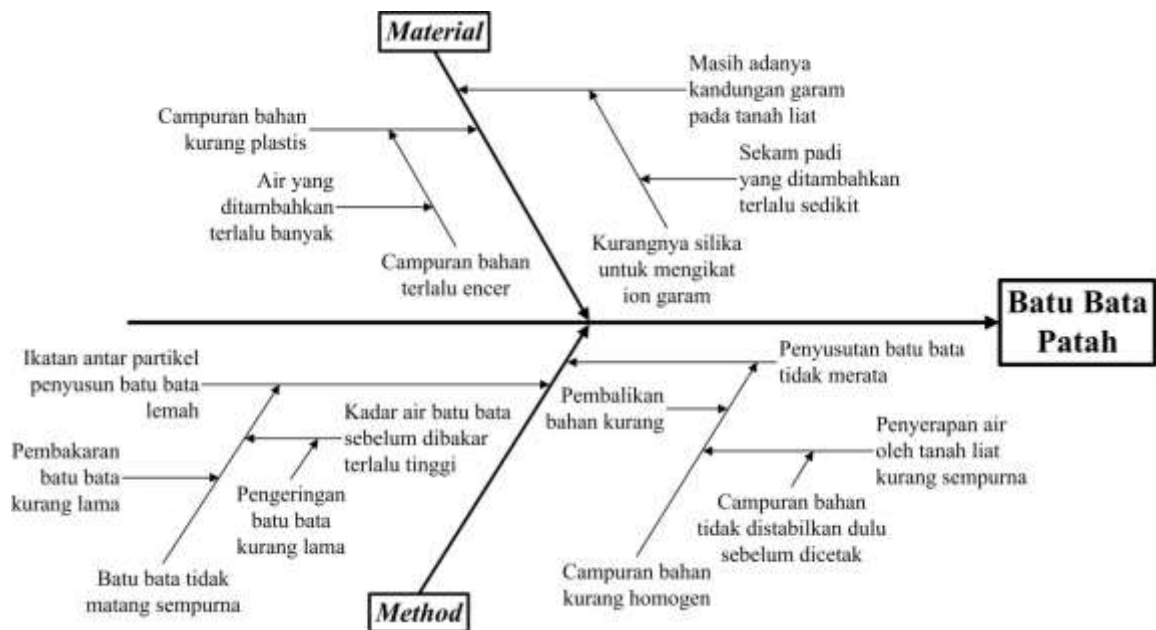 Material
Masih adanya
kandungan garam
pada tanah liat
Campuran bahan
kurang plastis
Sekam padi
yang ditambahkan
terlalu sedikit
Air yang
ditambahkan
terlalu banyak
Kurangnya silika
untuk mengikat
ion garam
Campuran bahan
terlalu encer
Batu Bata
Patah
Ikatan antar partikel
penyusun batu bata
lemah
Penyusutan batu bata
tidak merata
Pembalikan
bahan kurang
Kadar air batu bata
sebelum dibakar
terlalu tinggi
Penyerapan air
oleh tanah liat
kurang sempurna
Pembakaran
batu bata
kurang lama
Pengeringan
batu bata
kurang lama
Campuran bahan
tidak distabilkan dulu
sebelum dicetak
Batu bata tidak
matang sempurna
Campuran bahan
kurang homogen
Method